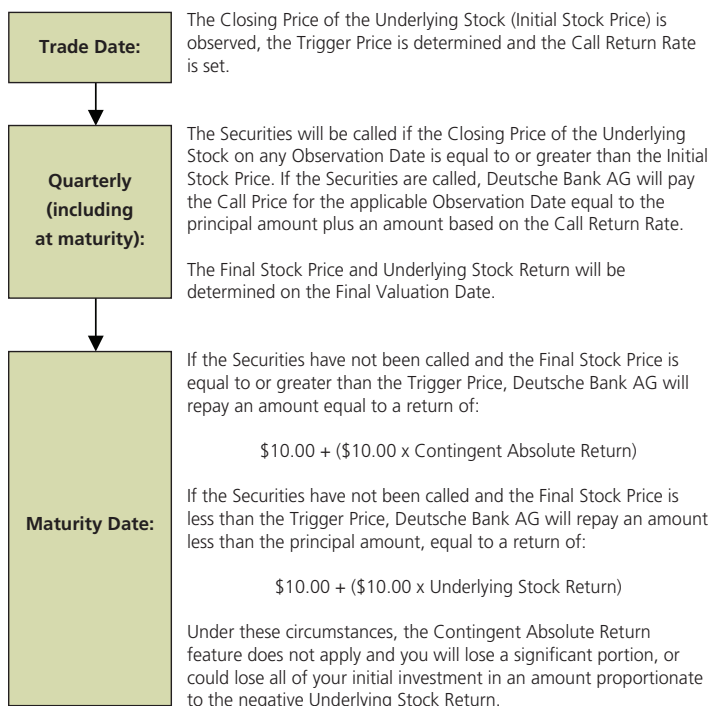 Trade Date:
The Closing Price of the Underlying Stock (Initial Stock Price) is
observed, the Trigger Price is determined and the Call Return Rate
is set.
Quarterly
(including
at maturity):
The Securities will be called if the Closing Price of the Underlying
Stock on any Observation Date is equal to or greater than the Initial
Stock Price. If the Securities are called, Deutsche Bank AG will pay
the Call Price for the applicable Observation Date equal to the
principal amount plus an amount based on the Call Return Rate.
The Final Stock Price and Underlying Stock Return will be
determined on the Final Valuation Date.
Maturity Date:
If the Securities have not been called and the Final Stock Price is
equal to or greater than the Trigger Price, Deutsche Bank AG will
repay an amount equal to a return of:
$10.00 + ($10.00 x Contingent Absolute Return)
If the Securities have not been called and the Final Stock Price is
less than the Trigger Price, Deutsche Bank AG will repay an amount
less than the principal amount, equal to a return of:
$10.00 + ($10.00 x Underlying Stock Return)
Under these circumstances, the Contingent Absolute Return
feature does not apply and you will lose a significant portion, or
could lose all of your initial investment in an amount proportionate
to the negative Underlying Stock Return.